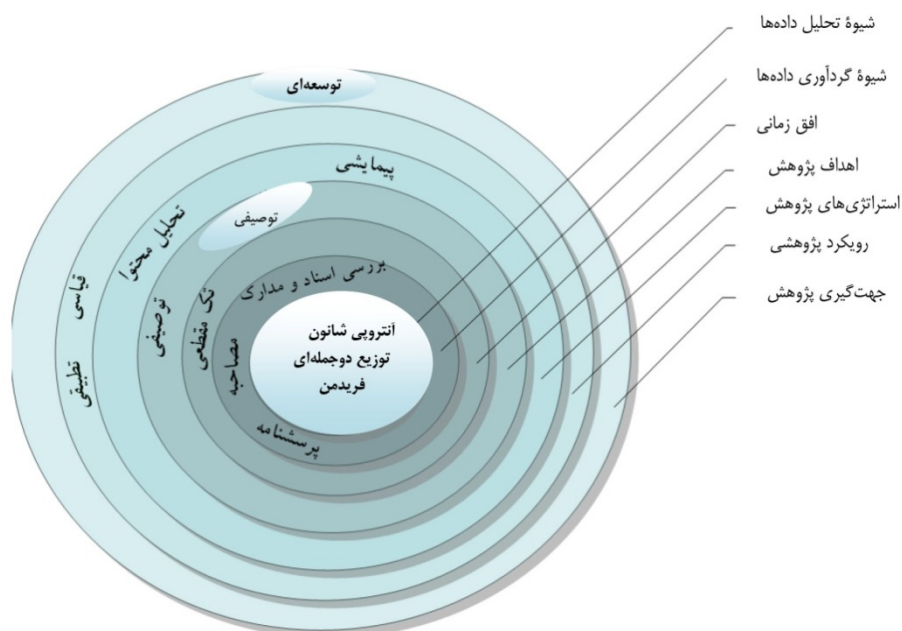 شیوۀ تحلیل داده‌ها
شیوۀ گردآوری داده‌ها
افق زمانی
اهداف پژوهش
استراتژی‌های پژوهش
رویکرد پژوهشی
جهت‌گیری پژوهش
توسعه‌ای
پیمایشی
توصیفی
تحلیل محتوا
قیاسی
تطبیقی
توصیفی
تک مقطعی
بررسی اسناد و مدارک
مصاحبه
پرسشنامه
آنتروپی شانون
توزیع دوجمله‌ای
فریدمن